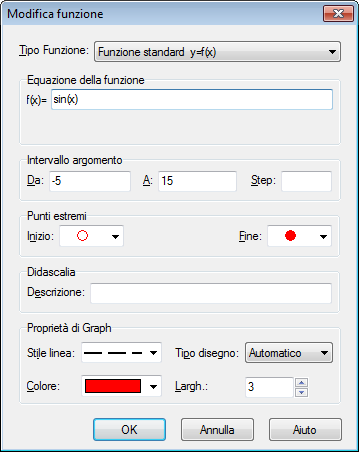 Modifica funzione
Tipo Funzione: Funzione standard y=f(x)
Equazione della funzione
f(x)= sin(x)
Intervallo argomento
Da: -5 A: 15 Step:
Punti estremi
Inizio: Fine:
Didascalia
Descrizione:
Proprietà di Graph
Stile linea: Tipo disegno: Automatico
Colore: Largh.: 3
OK Annulla Aiuto